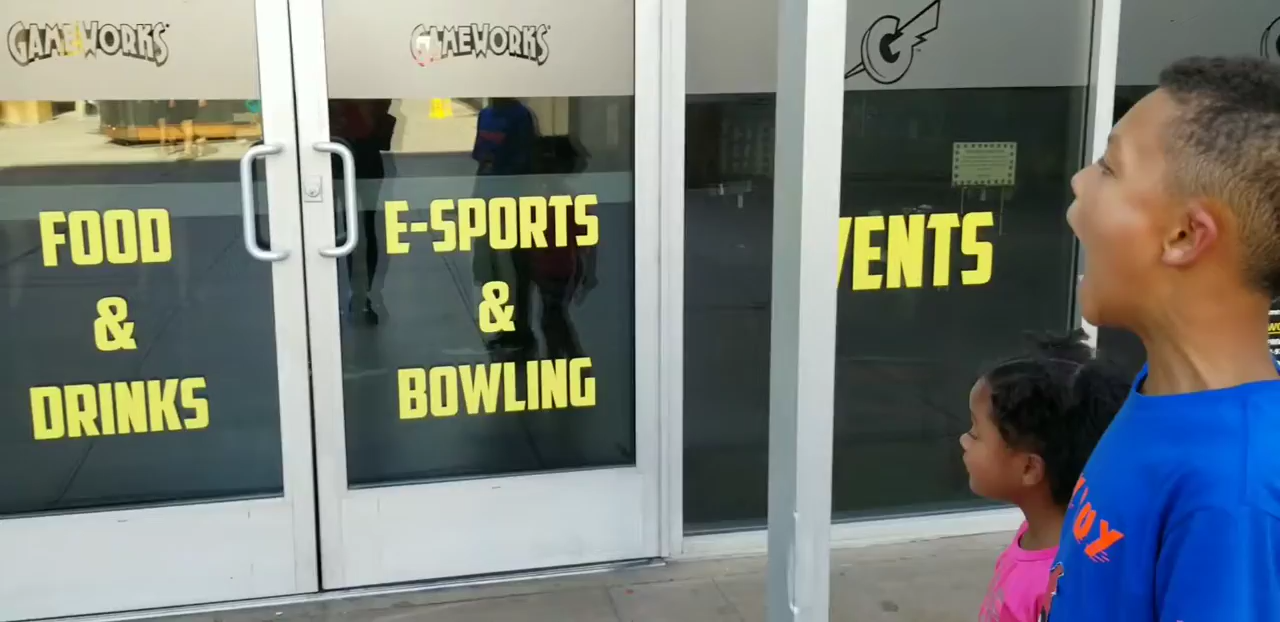 GAMEWORKS
GAMEWORKS
FOOD
&
DRINKS
E-SPORTS
&
BOWLING
VENTS